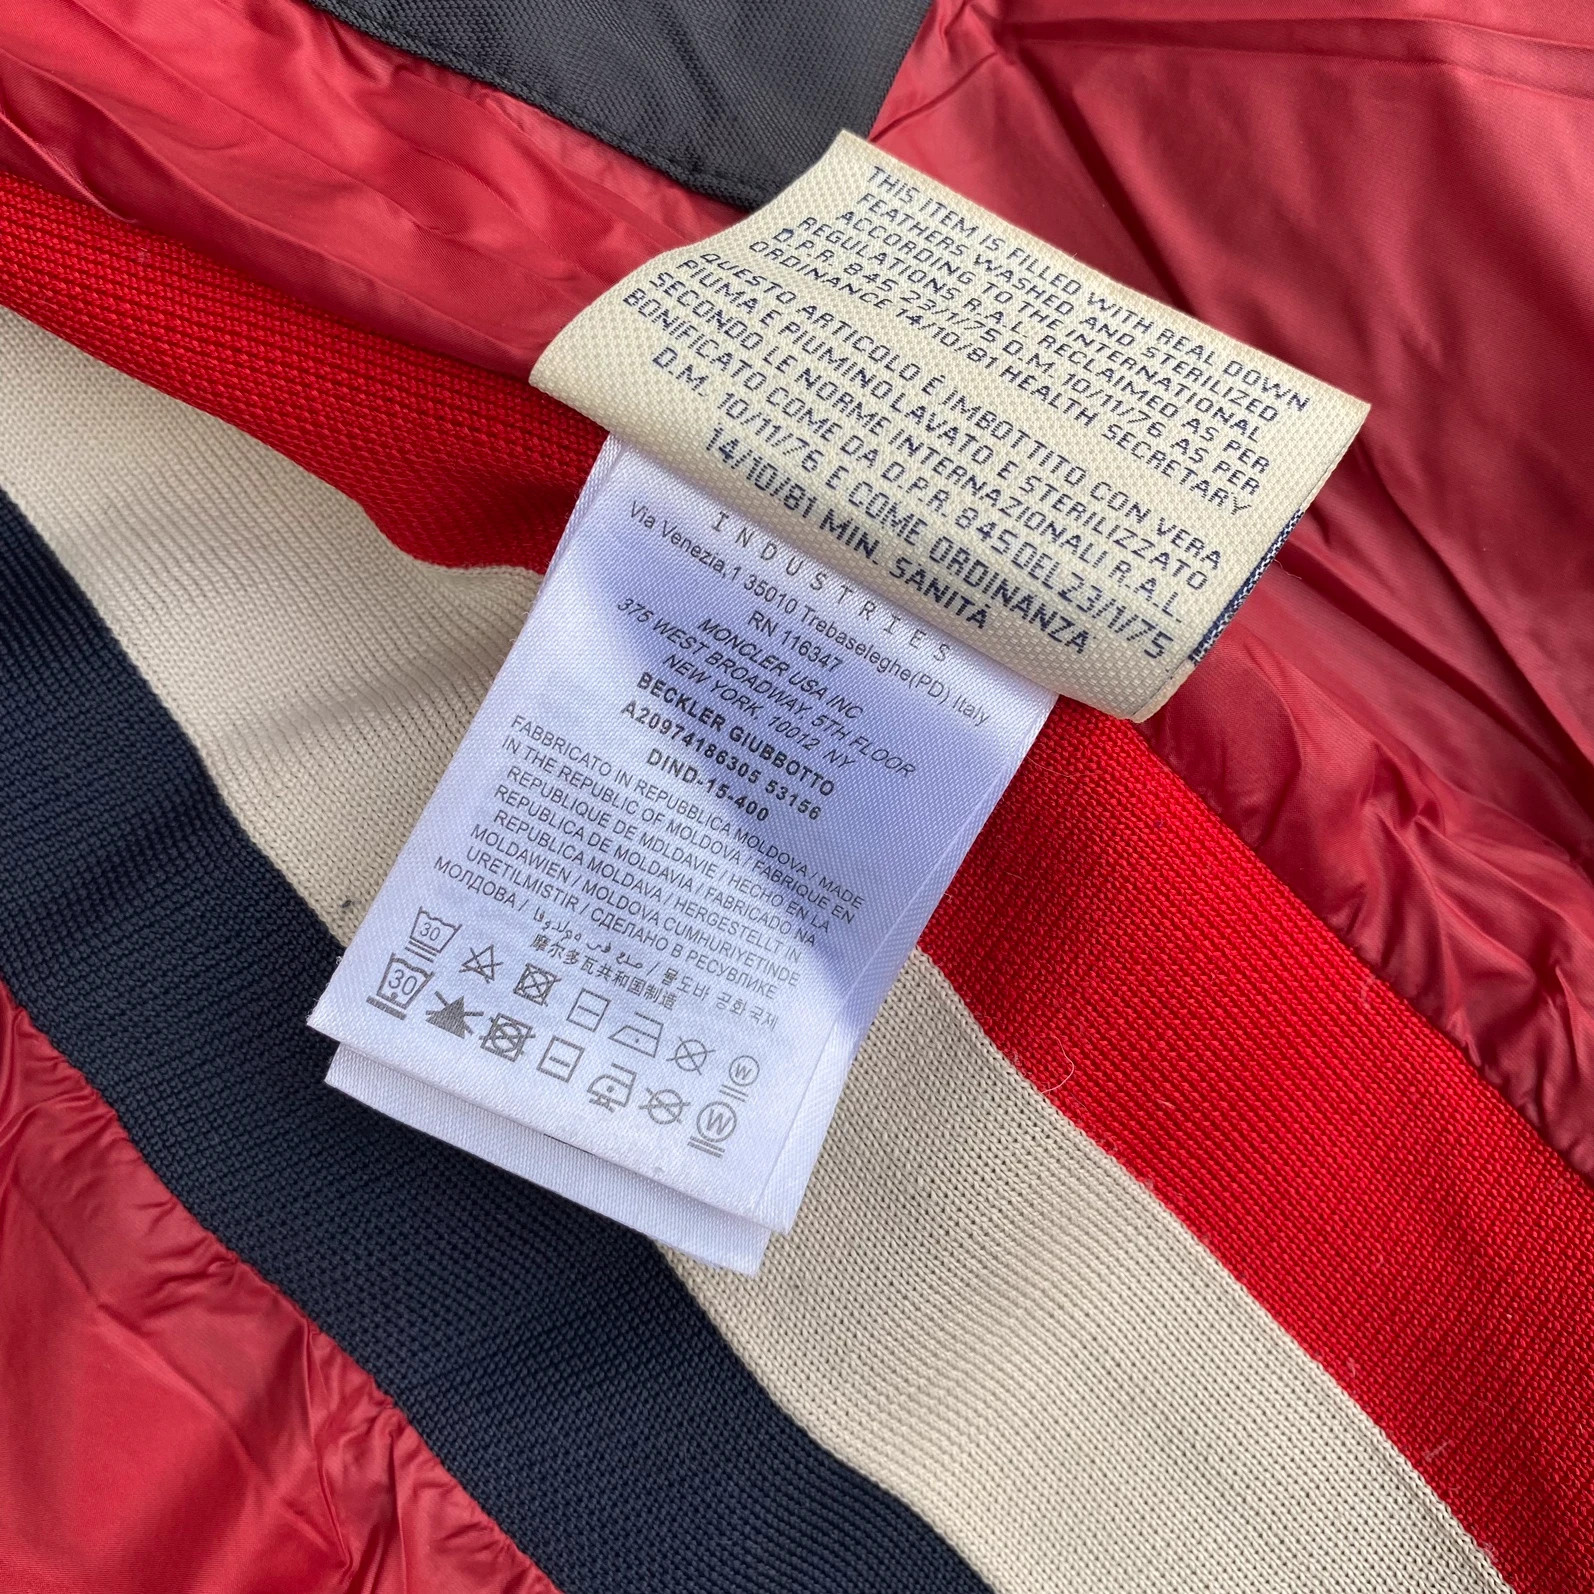 THIS ITEM IS FILLED WITH REAL DOWN
FEATHERS WASHED AND STERILIZED
ACCORDING TO THE INTERNATIONAL
REGULATIONS R.A.L. RECLAIMED AS PER
D.P.R. 845 23/1/75 D.M. 10/11/76 AS PER
ORDINANCE 14/10/81 HEALTH SECRETARY
QUESTO ARTICOLO É IMBOTTITO CON VERA
PIUMA E PIUMINO LAVATO E STERILIZZATO
SECONDO LE NORME INTERNAZIONALI R.A.L.
BONIFICATO COME DA D.P.R. 845 DEL 23/1/75
D.M. 10/11/76 E COME ORDINANZA
14/10/81 MIN. SANITÀ
INDUSTRIES
Via Venezia,1 35010 Trebaseleghe(PD) Italy
RN 116347
MONCLER USA INC
375 WEST BROADWAY, 5TH FLOOR
NEW YORK, 10012 NY
BECKLER GIUBBOTTO
A20974186305 53156
DIND-15-400
FABBRICATO IN REPUBBLICA MOLDOVA / MADE
IN THE REPUBLIC OF MOLDOVA / FABRIQUE EN
REPUBLIQUE DE MDLDAVIE / HECHO EN LA
REPUBLICA DE MOLDAVIA / FABRICADO NA
REPUBLICA MOLDAVA / HERGESTELLT IN
MOLDAWIEN / MOLDOVA CUMHURIYETINDE
URETILMISTIR / СДЕЛАНО В РЕСУВЛИКЕ
МОЛДОВА / صنع في مولدوفا / 몰도바 공화국제
摩尔多瓦共和国制造
30
W
30
W